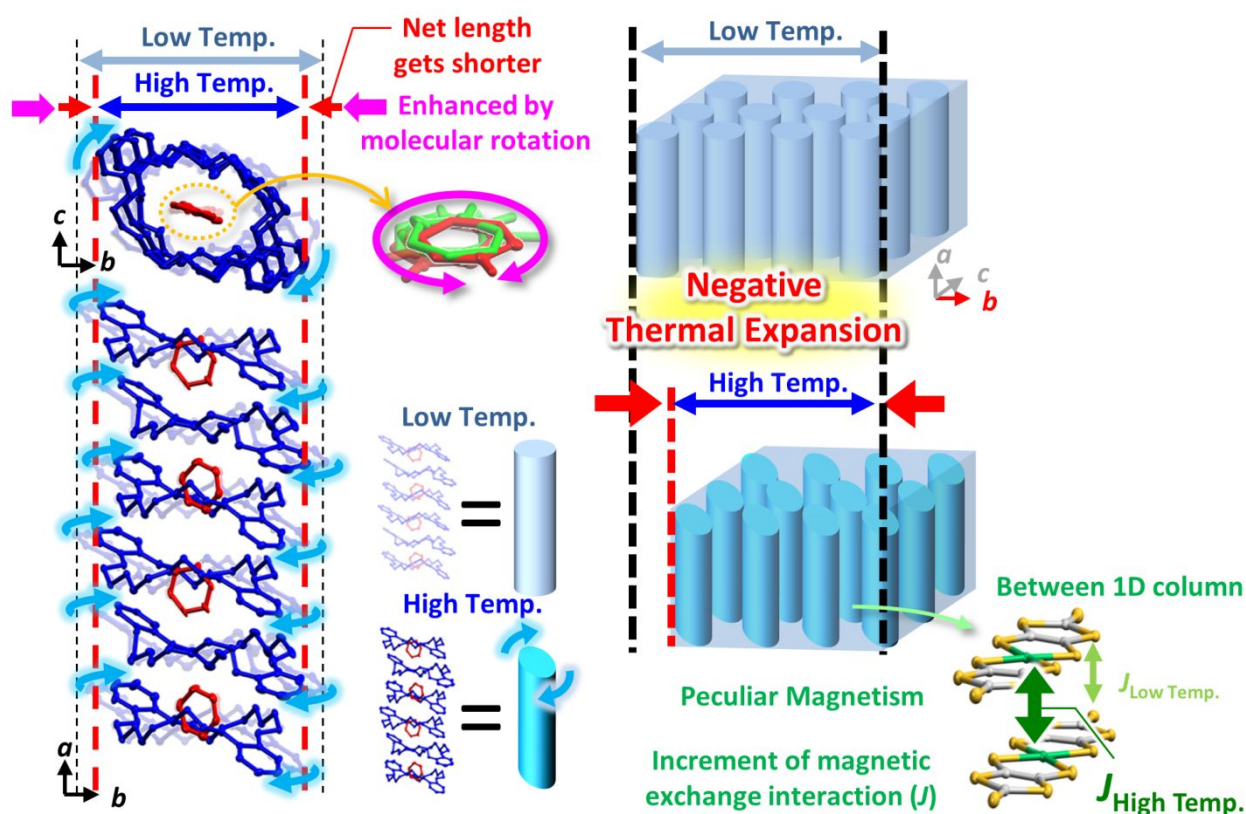 Low Temp.
Net length
gets shorter
High Temp.
Enhanced by
molecular rotation
c
b
a
b
Low Temp.
=
High Temp.
=
Low Temp.
a
c
b
Negative
Thermal Expansion
High Temp.
Between 1D column
J Low Temp.
Peculiar Magnetism
Increment of magnetic
exchange interaction (J)
J High Temp.